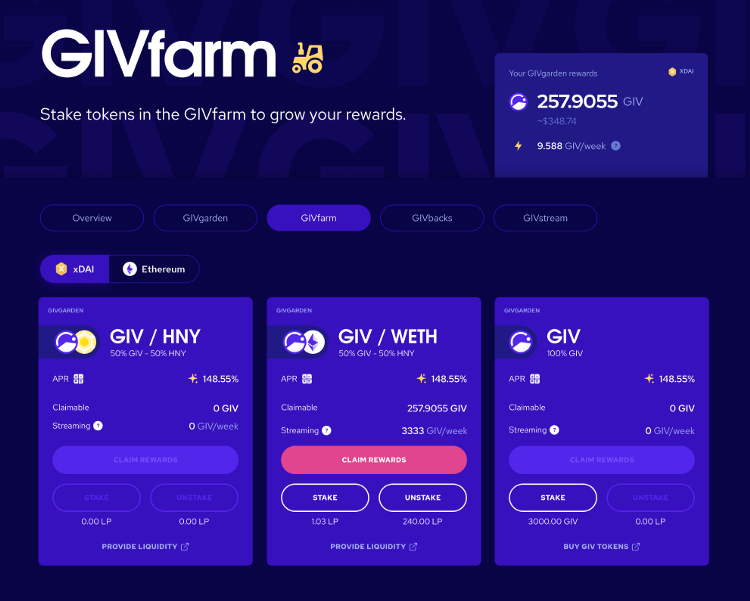 GIVfarm
Stake tokens in the GIVfarm to grow your rewards.
Your GIVgarden rewards
XDAI
257.9055 GIV
~$348.74
9.588 GIV/week ?
Overview
GIVgarden
GIVfarm
GIVbacks
GIVstream
xDAI
Ethereum
GIVGARDEN
GIV / HNY
50% GIV - 50% HNY
APR
148.55%
Claimable
0 GIV
Streaming ?
0 GIV/week
CLAIM REWARDS
STAKE
UNSTAKE
0.00 LP
0.00 LP
PROVIDE LIQUIDITY
GIVGARDEN
GIV / WETH
50% GIV - 50% HNY
APR
148.55%
Claimable
257.9055 GIV
Streaming ?
3333 GIV/week
CLAIM REWARDS
STAKE
UNSTAKE
1.03 LP
240.00 LP
PROVIDE LIQUIDITY
GIVGARDEN
GIV
100% GIV
APR
148.55%
Claimable
0 GIV
Streaming ?
0 GIV/week
CLAIM REWARDS
STAKE
UNSTAKE
3000.00 GIV
0.00 LP
BUY GIV TOKENS